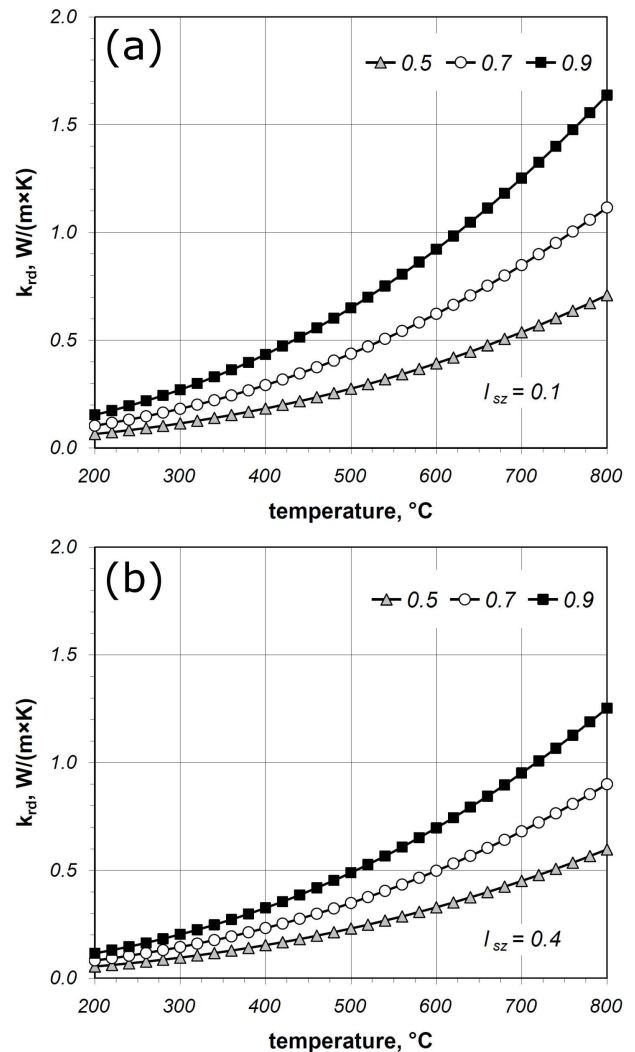 (a)
0.5 0.7 0.9
2.0
1.5
1.0
0.5
0.0
k_rd, W/(m×K)
l_sz = 0.1
200 300 400 500 600 700 800
temperature, °C
(b)
0.5 0.7 0.9
2.0
1.5
1.0
0.5
0.0
k_rd, W/(m×K)
l_sz = 0.4
200 300 400 500 600 700 800
temperature, °C